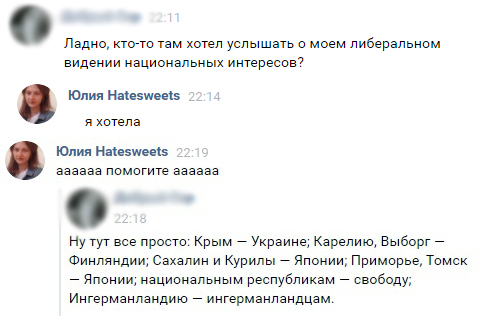 22:11
Ладно, кто-то там хотел услышать о моем либеральном
видении национальных интересов?
Юлия Hatesweets 22:14
я хотела
Юлия Hatesweets 22:19
аааааа помогите аааааа
22:18
Ну тут все просто: Крым — Украине; Карелию, Выборг —
Финляндии; Сахалин и Курилы — Японии; Приморье, Томск
— Японии; национальным республикам — свободу;
Ингерманландию — ингерманландцам.